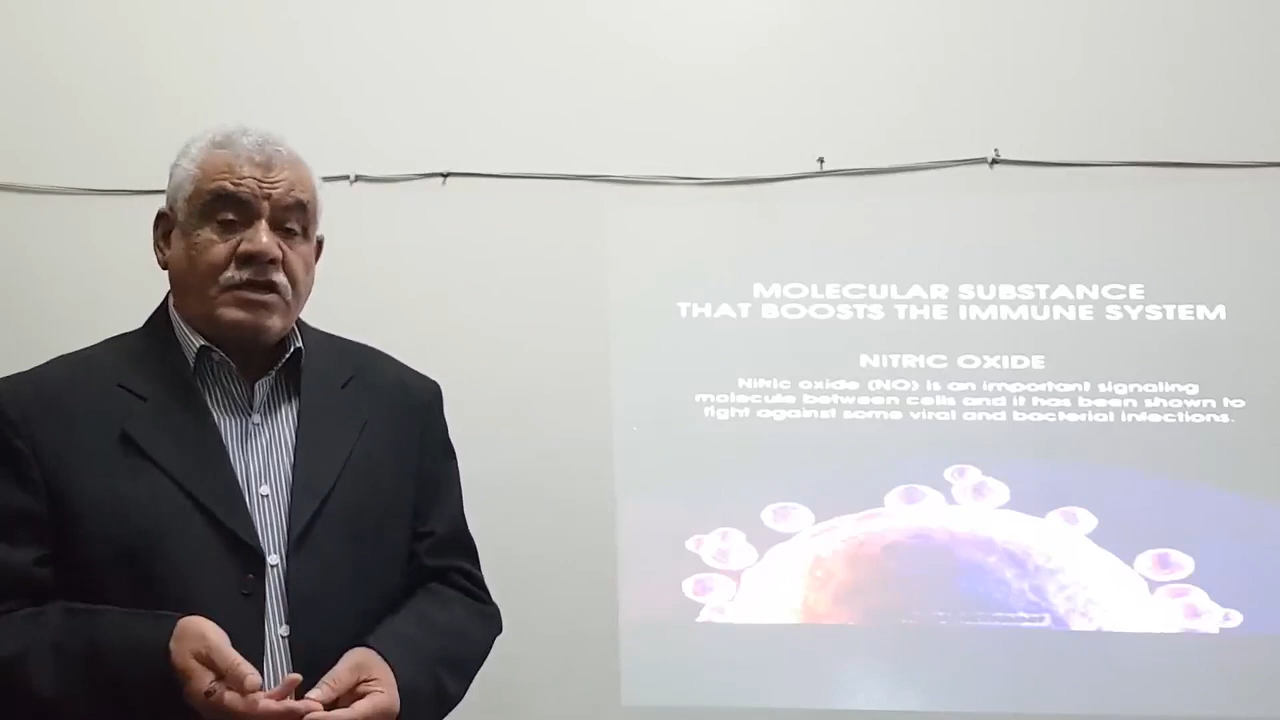 MOLECULAR SUBSTANCE
THAT BOOSTS THE IMMUNE SYSTEM
NITRIC OXIDE
Nitric oxide (NO) is an important signaling
molecule between cells and it has been shown to
fight against some viral and bacterial infections.